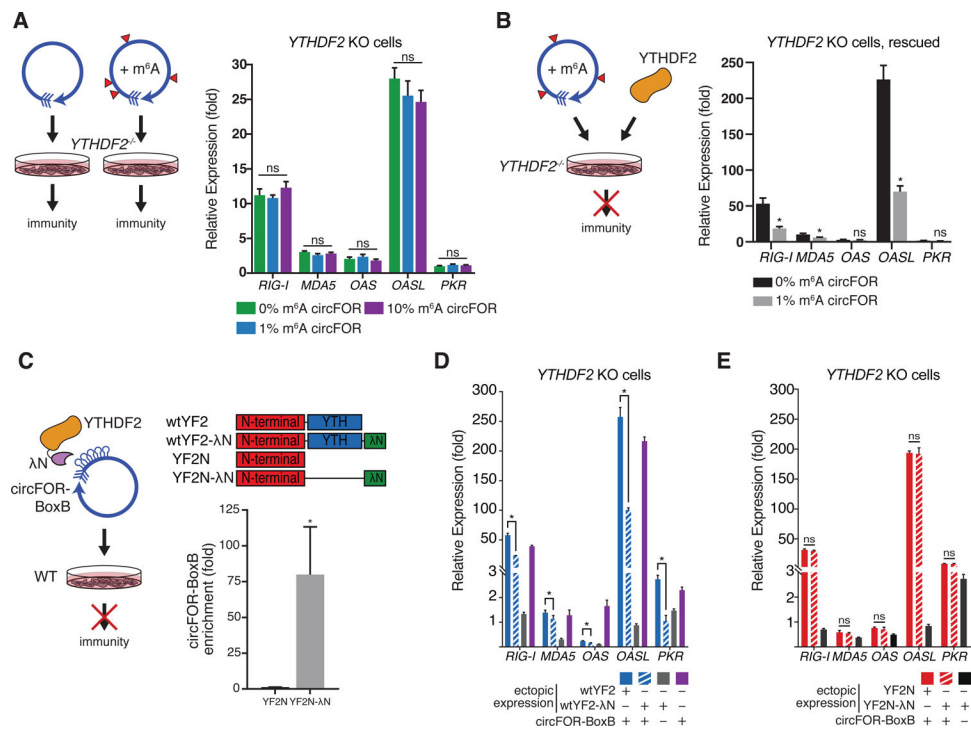 A
+ m⁶A
YTHDF2-/-
immunity
immunity
YTHDF2 KO cells
Relative Expression (fold)
30
25
20
15
10
5
0
ns
ns
ns
ns
ns
RIG-I MDA5 OAS OASL PKR
0% m⁶A circFOR
10% m⁶A circFOR
1% m⁶A circFOR
B
+ m⁶A
YTHDF2
YTHDF2-/-
immunity
YTHDF2 KO cells, rescued
Relative Expression (fold)
250
200
150
100
50
0
*
*
ns
*
ns
RIG-I MDA5 OAS OASL PKR
0% m⁶A circFOR
1% m⁶A circFOR
C
YTHDF2
λN
circFOR-
BoxB
WT
immunity
wtYF2 N-terminal YTH
wtYF2-λN N-terminal YTH λN
YF2N N-terminal
YF2N-λN N-terminal λN
circFOR-BoxB
enrichment (fold)
125
100
75
50
25
0
*
YF2N YF2N-λN
D
YTHDF2 KO cells
Relative Expression (fold)
300
250
200
150
100
50
3
2
1
0
*
*
*
*
*
RIG-I MDA5 OAS OASL PKR
ectopic
expression
wtYF2 + – – –
wtYF2-λN – + + –
circFOR-BoxB + + – +
E
YTHDF2 KO cells
Relative Expression (fold)
300
250
200
150
100
50
3
2
1
0
ns
ns
ns
ns
ns
RIG-I MDA5 OAS OASL PKR
ectopic
expression
YF2N + – –
YF2N-λN – + +
circFOR-BoxB + + –